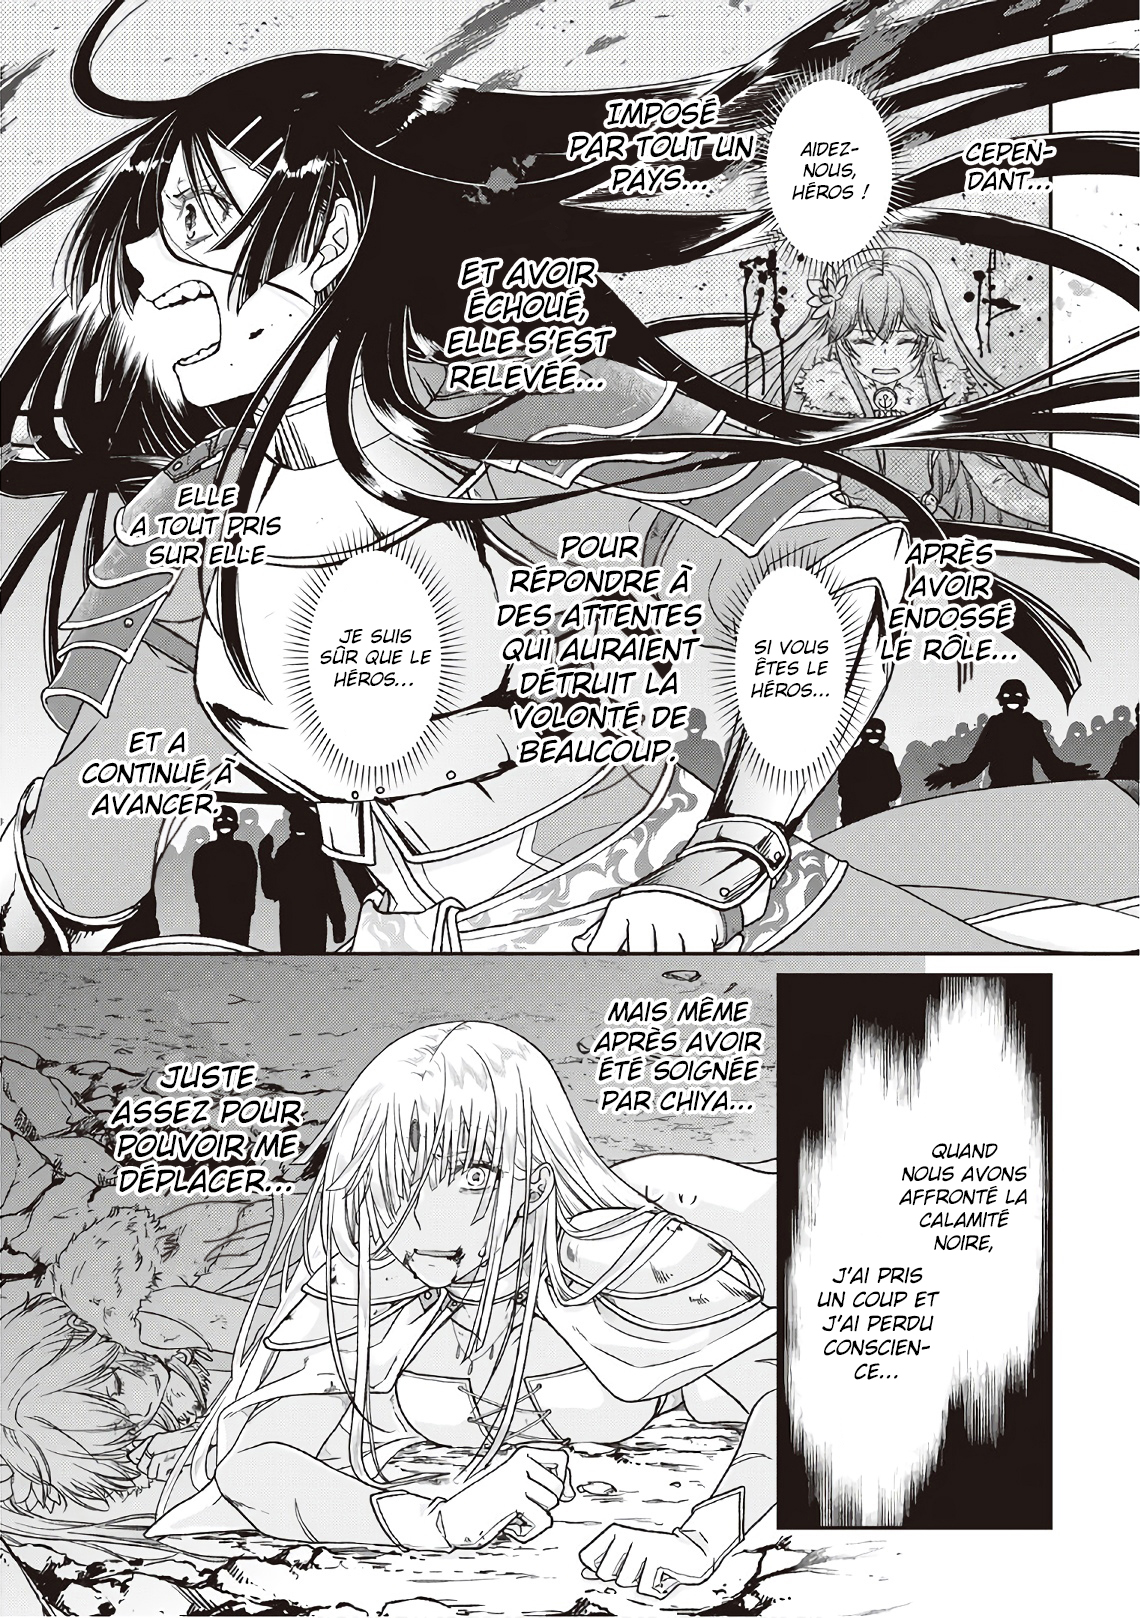 CEPEN-
DANT...
AIDEZ-
NOUS,
HÉROS !
IMPOSÉ
PAR TOUT UN
PAYS...
APRÈS
AVOIR
ENDOSSÉ
LE RÔLE...
SI VOUS
ÊTES LE
HÉROS...
ET AVOIR
ÉCHOUÉ,
ELLE S'EST
RELEVÉE...
POUR
RÉPONDRE À
DES ATTENTES
QUI AURAIENT
DÉTRUIT LA
VOLONTÉ DE
BEAUCOUP.
JE SUIS
SÛR QUE LE
HÉROS...
ELLE
A TOUT PRIS
SUR ELLE
ET A
CONTINUÉ À
AVANCER.
QUAND
NOUS AVONS
AFFRONTÉ LA
CALAMITÉ
NOIRE,
J'AI PRIS
UN COUP ET
J'AI PERDU
CONSCIEN-
CE...
MAIS MÊME
APRÈS AVOIR
ÉTÉ SOIGNÉE
PAR CHIYA...
JUSTE
ASSEZ POUR
POUVOIR ME
DÉPLACER...